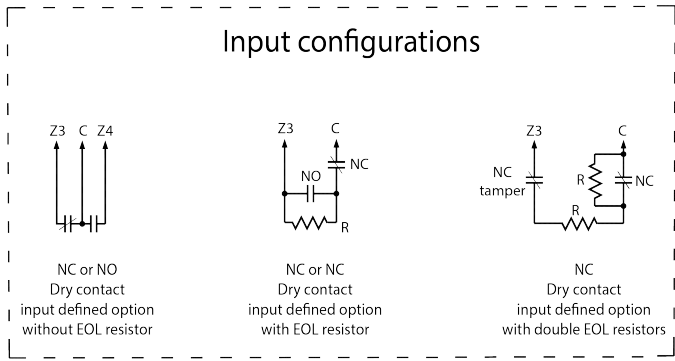 Input configurations
Z3 C Z4
NC or NO
Dry contact
input defined option
without EOL resistor
Z3 C
NC
NO
R
NC or NC
Dry contact
input defined option
with EOL resistor
Z3 C
NC
tamper
R
NC
R
NC
Dry contact
input defined option
with double EOL resistors